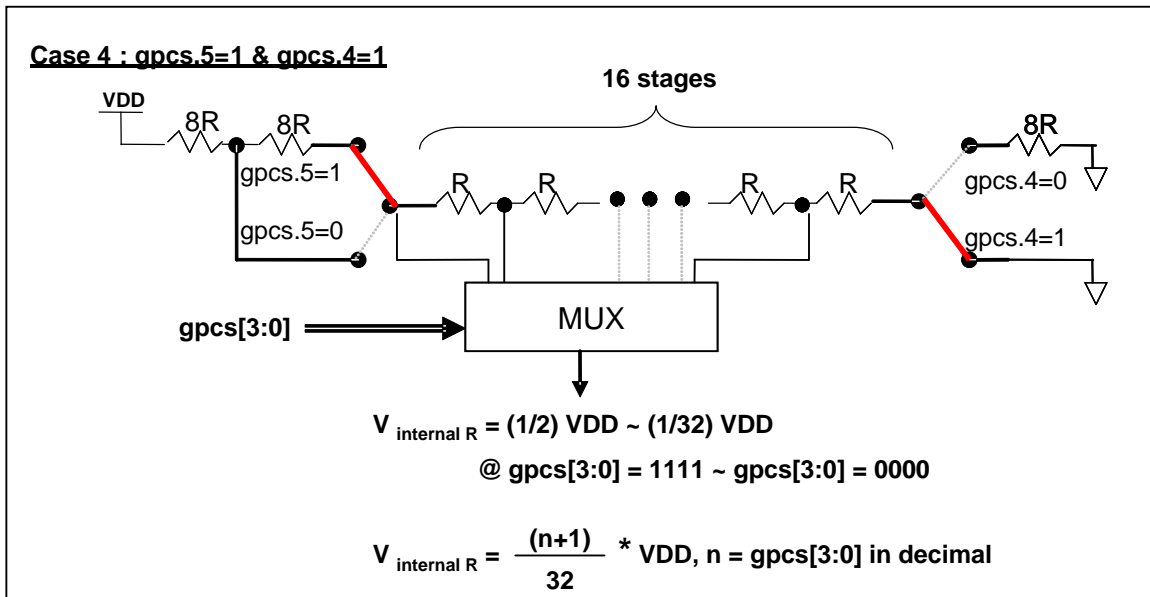 Case 4 : gpcs.5=1 & gpcs.4=1
16 stages
VDD
8R
8R
8R
gpcs.5=1
gpcs.4=0
R
R
R
R
gpcs.5=0
gpcs.4=1
MUX
gpcs[3:0]
V internal R = (1/2) VDD ~ (1/32) VDD
@ gpcs[3:0] = 1111 ~ gpcs[3:0] = 0000
V internal R = (n+1) / 32 * VDD, n = gpcs[3:0] in decimal